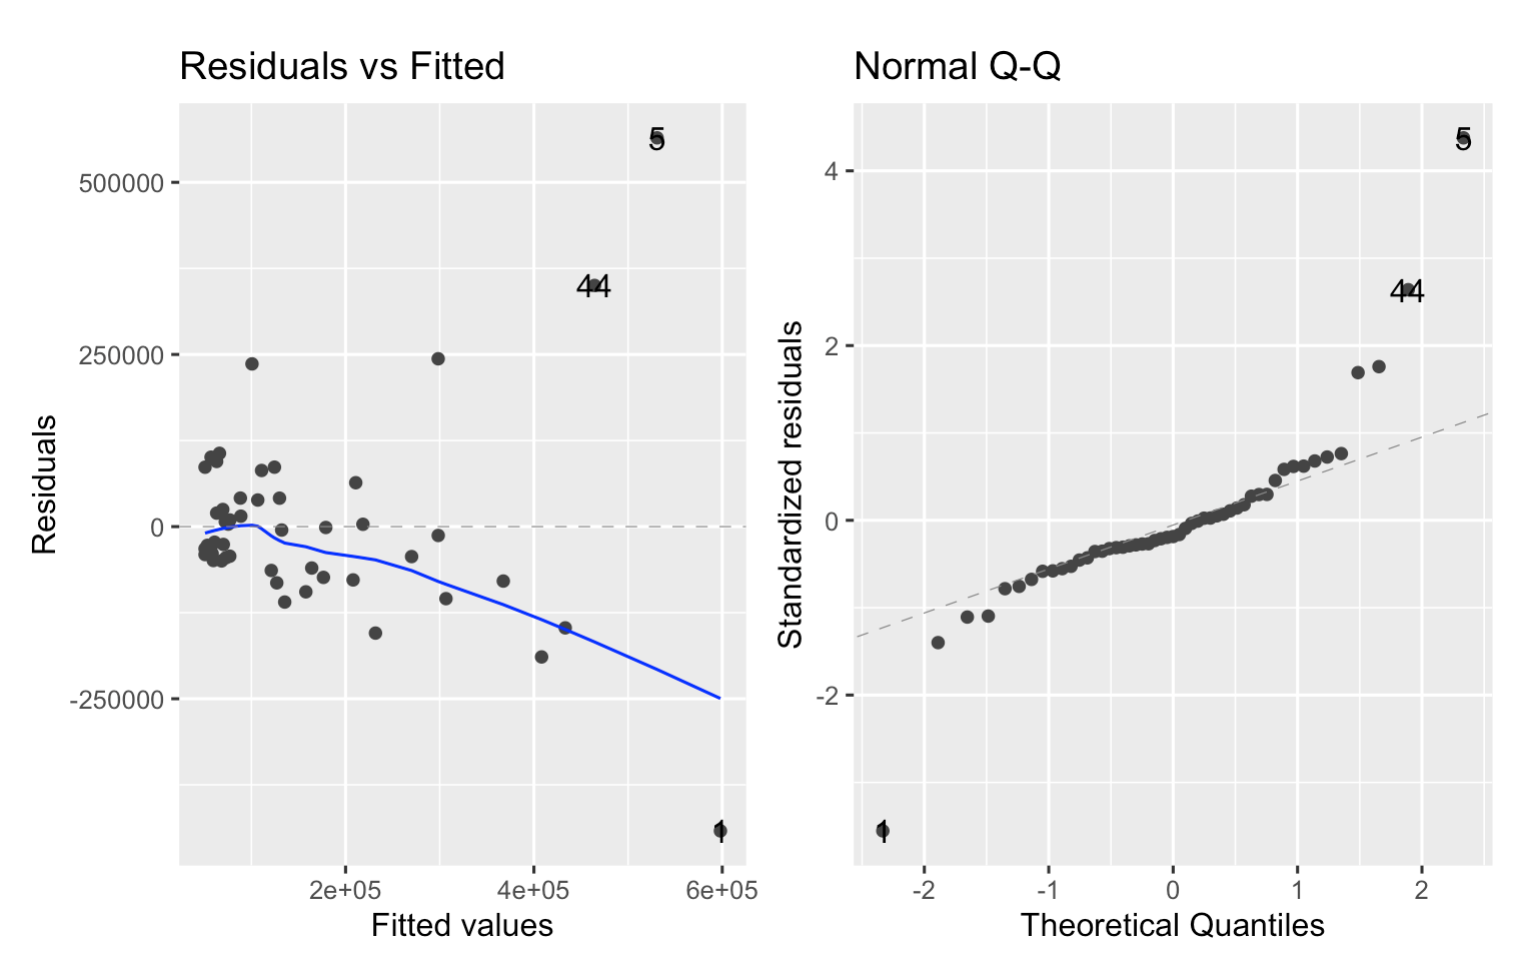 Residuals vs Fitted
5
500000
44
250000
Residuals
0
-250000
1
2e+05 4e+05 6e+05
Fitted values
Normal Q-Q
5
4
44
2
Standardized residuals
0
-2
1
-2 -1 0 1 2
Theoretical Quantiles